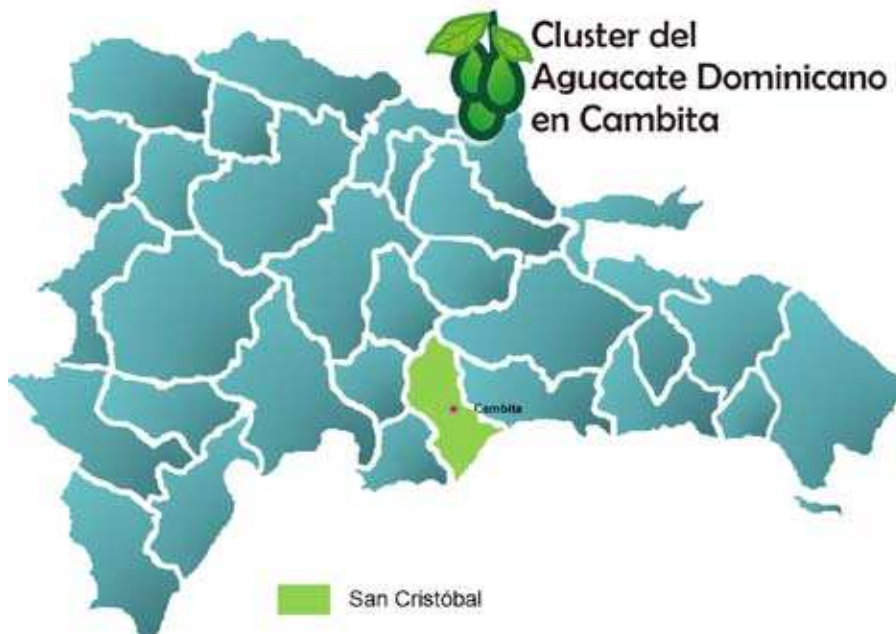 Cluster del
Aguacate Dominicano
en Cambita
Cambita
San Cristóbal